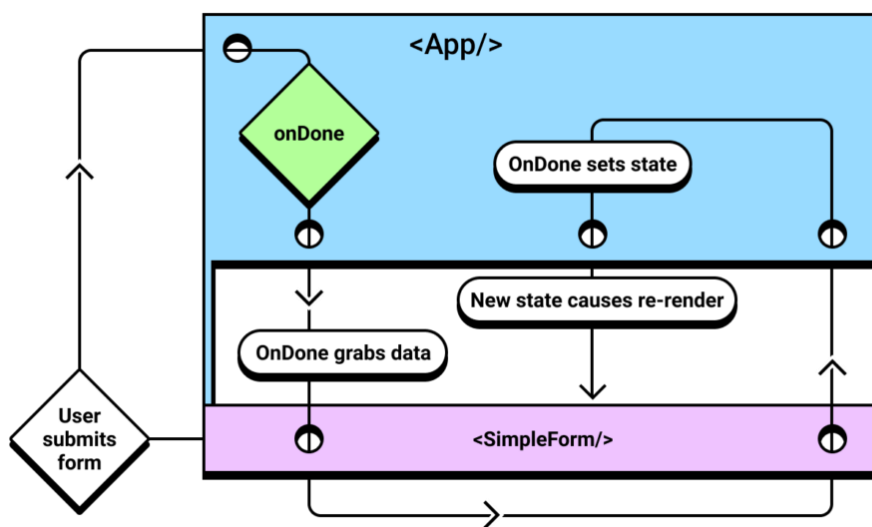 <App/>
onDone
OnDone sets state
New state causes re-render
OnDone grabs data
User
submits
form
<SimpleForm/>